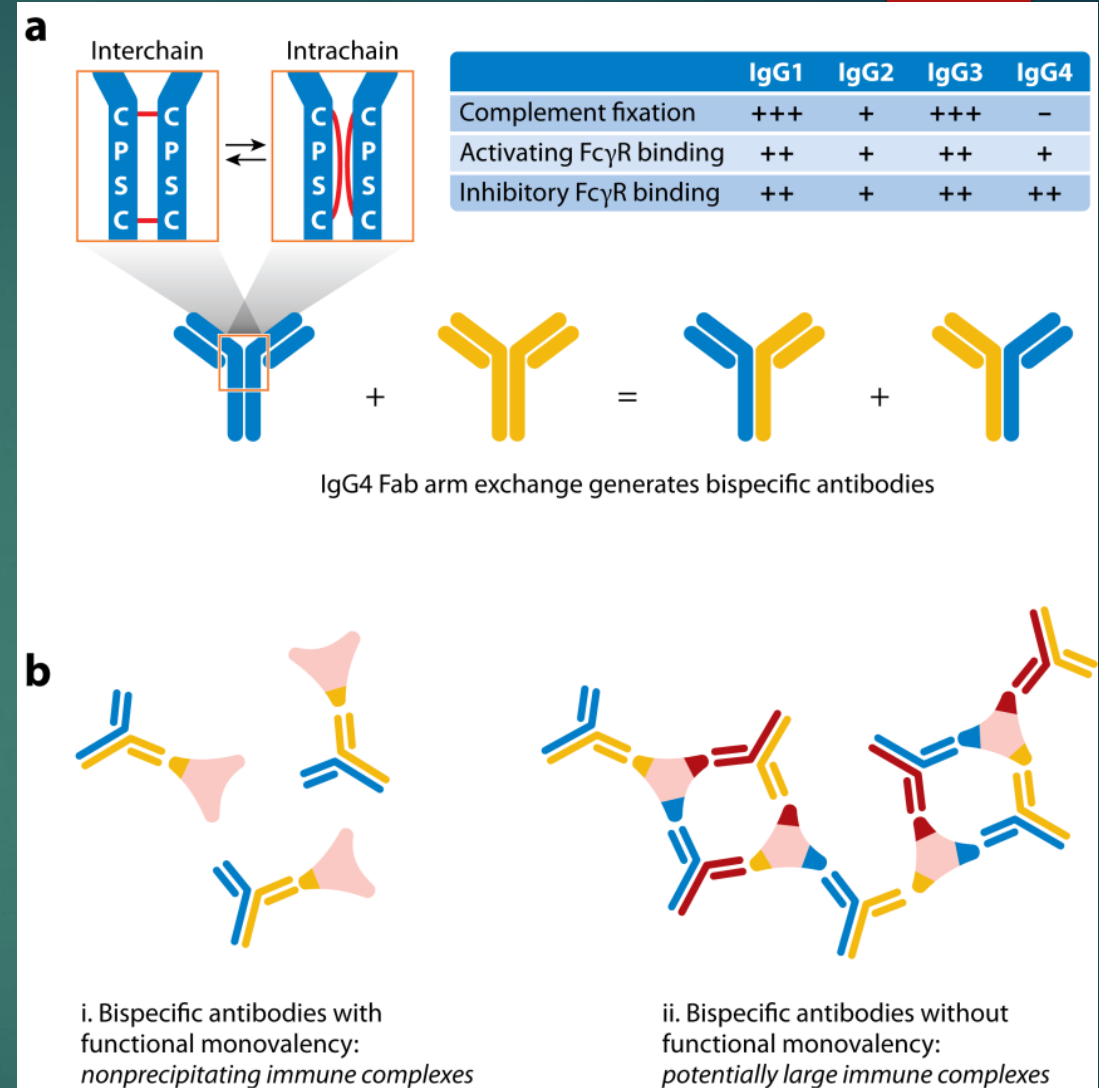 a
Interchain
Intrachain
C C
P P
S S
C C
C C
P P
S S
C C
IgG1 IgG2 IgG3 IgG4
Complement fixation +++ + +++ –
Activating FcγR binding ++ + ++ +
Inhibitory FcγR binding ++ + ++ ++
+ = +
IgG4 Fab arm exchange generates bispecific antibodies
b
i. Bispecific antibodies with
functional monovalency:
nonprecipitating immune complexes
ii. Bispecific antibodies without
functional monovalency:
potentially large immune complexes